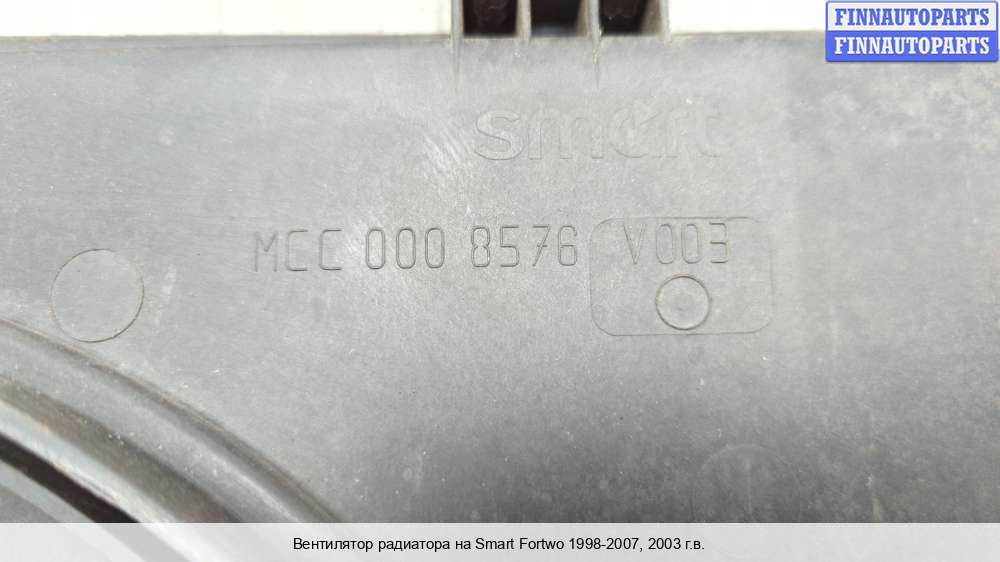 FINNAUTOPARTS
FINNAUTOPARTS
smart
MCC 000 8576 V003
Вентилятор радиатора на Smart Fortwo 1998-2007, 2003 г.в.